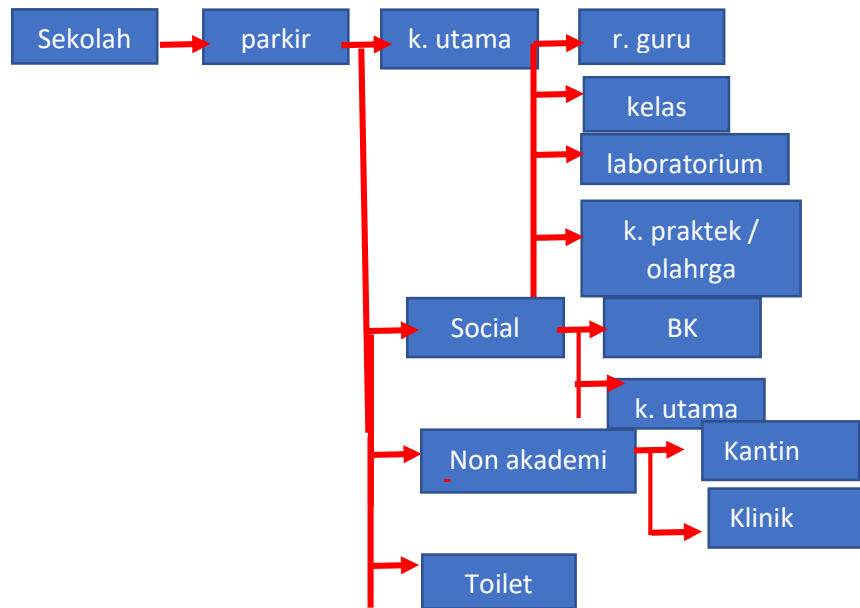 Sekolah
parkir
k. utama
r. guru
kelas
laboratorium
k. praktek /
olahrga
Social
BK
k. utama
Non akademi
Kantin
Klinik
Toilet